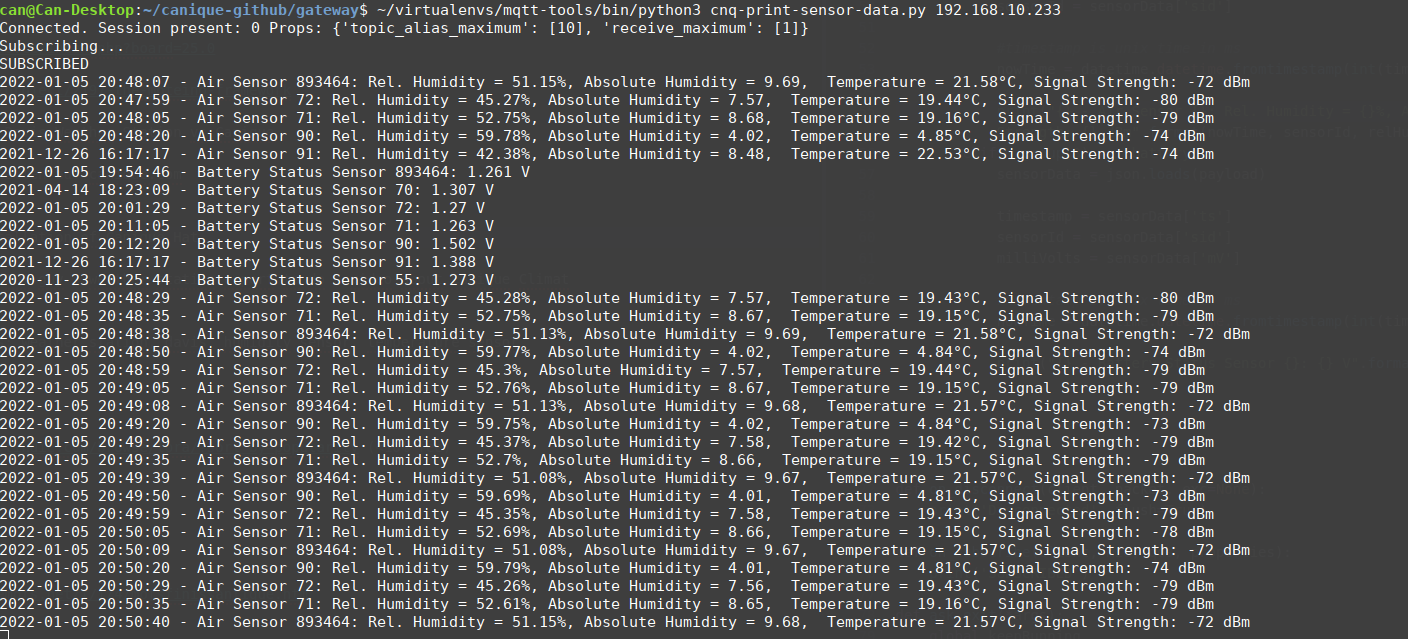 can@Can-Desktop:~/canique-github/gateway$ ~/virtualenvs/mqtt-tools/bin/python3 cnq-print-sensor-data.py 192.168.10.233
Connected. Session present: 0 Props: {'topic_alias_maximum': [10], 'receive_maximum': [1]}
Subscribing...
SUBSCRIBED
2022-01-05 20:48:07 - Air Sensor 893464: Rel. Humidity = 51.15%, Absolute Humidity = 9.69,  Temperature = 21.58°C, Signal Strength: -72 dBm
2022-01-05 20:47:59 - Air Sensor 72: Rel. Humidity = 45.27%, Absolute Humidity = 7.57,  Temperature = 19.44°C, Signal Strength: -80 dBm
2022-01-05 20:48:05 - Air Sensor 71: Rel. Humidity = 52.75%, Absolute Humidity = 8.68,  Temperature = 19.16°C, Signal Strength: -79 dBm
2022-01-05 20:48:20 - Air Sensor 90: Rel. Humidity = 59.78%, Absolute Humidity = 4.02,  Temperature = 4.85°C, Signal Strength: -74 dBm
2021-12-26 16:17:17 - Air Sensor 91: Rel. Humidity = 42.38%, Absolute Humidity = 8.48,  Temperature = 22.53°C, Signal Strength: -74 dBm
2022-01-05 19:54:46 - Battery Status Sensor 893464: 1.261 V
2021-04-14 18:23:09 - Battery Status Sensor 70: 1.307 V
2022-01-05 20:01:29 - Battery Status Sensor 72: 1.27 V
2022-01-05 20:11:05 - Battery Status Sensor 71: 1.263 V
2022-01-05 20:12:20 - Battery Status Sensor 90: 1.502 V
2021-12-26 16:17:17 - Battery Status Sensor 91: 1.388 V
2020-11-23 20:25:44 - Battery Status Sensor 55: 1.273 V
2022-01-05 20:48:29 - Air Sensor 72: Rel. Humidity = 45.28%, Absolute Humidity = 7.57,  Temperature = 19.43°C, Signal Strength: -80 dBm
2022-01-05 20:48:35 - Air Sensor 71: Rel. Humidity = 52.75%, Absolute Humidity = 8.67,  Temperature = 19.15°C, Signal Strength: -79 dBm
2022-01-05 20:48:38 - Air Sensor 893464: Rel. Humidity = 51.13%, Absolute Humidity = 9.69,  Temperature = 21.58°C, Signal Strength: -72 dBm
2022-01-05 20:48:50 - Air Sensor 90: Rel. Humidity = 59.77%, Absolute Humidity = 4.02,  Temperature = 4.84°C, Signal Strength: -74 dBm
2022-01-05 20:48:59 - Air Sensor 72: Rel. Humidity = 45.3%, Absolute Humidity = 7.57,  Temperature = 19.44°C, Signal Strength: -79 dBm
2022-01-05 20:49:05 - Air Sensor 71: Rel. Humidity = 52.76%, Absolute Humidity = 8.67,  Temperature = 19.15°C, Signal Strength: -79 dBm
2022-01-05 20:49:08 - Air Sensor 893464: Rel. Humidity = 51.13%, Absolute Humidity = 9.68,  Temperature = 21.57°C, Signal Strength: -72 dBm
2022-01-05 20:49:20 - Air Sensor 90: Rel. Humidity = 59.75%, Absolute Humidity = 4.02,  Temperature = 4.84°C, Signal Strength: -73 dBm
2022-01-05 20:49:29 - Air Sensor 72: Rel. Humidity = 45.37%, Absolute Humidity = 7.58,  Temperature = 19.42°C, Signal Strength: -79 dBm
2022-01-05 20:49:35 - Air Sensor 71: Rel. Humidity = 52.7%, Absolute Humidity = 8.66,  Temperature = 19.15°C, Signal Strength: -79 dBm
2022-01-05 20:49:39 - Air Sensor 893464: Rel. Humidity = 51.08%, Absolute Humidity = 9.67,  Temperature = 21.57°C, Signal Strength: -72 dBm
2022-01-05 20:49:50 - Air Sensor 90: Rel. Humidity = 59.69%, Absolute Humidity = 4.01,  Temperature = 4.81°C, Signal Strength: -73 dBm
2022-01-05 20:49:59 - Air Sensor 72: Rel. Humidity = 45.35%, Absolute Humidity = 7.58,  Temperature = 19.43°C, Signal Strength: -79 dBm
2022-01-05 20:50:05 - Air Sensor 71: Rel. Humidity = 52.69%, Absolute Humidity = 8.66,  Temperature = 19.15°C, Signal Strength: -78 dBm
2022-01-05 20:50:09 - Air Sensor 893464: Rel. Humidity = 51.08%, Absolute Humidity = 9.67,  Temperature = 21.57°C, Signal Strength: -72 dBm
2022-01-05 20:50:20 - Air Sensor 90: Rel. Humidity = 59.79%, Absolute Humidity = 4.01,  Temperature = 4.81°C, Signal Strength: -74 dBm
2022-01-05 20:50:29 - Air Sensor 72: Rel. Humidity = 45.26%, Absolute Humidity = 7.56,  Temperature = 19.43°C, Signal Strength: -79 dBm
2022-01-05 20:50:35 - Air Sensor 71: Rel. Humidity = 52.61%, Absolute Humidity = 8.65,  Temperature = 19.16°C, Signal Strength: -79 dBm
2022-01-05 20:50:40 - Air Sensor 893464: Rel. Humidity = 51.15%, Absolute Humidity = 9.68,  Temperature = 21.57°C, Signal Strength: -72 dBm